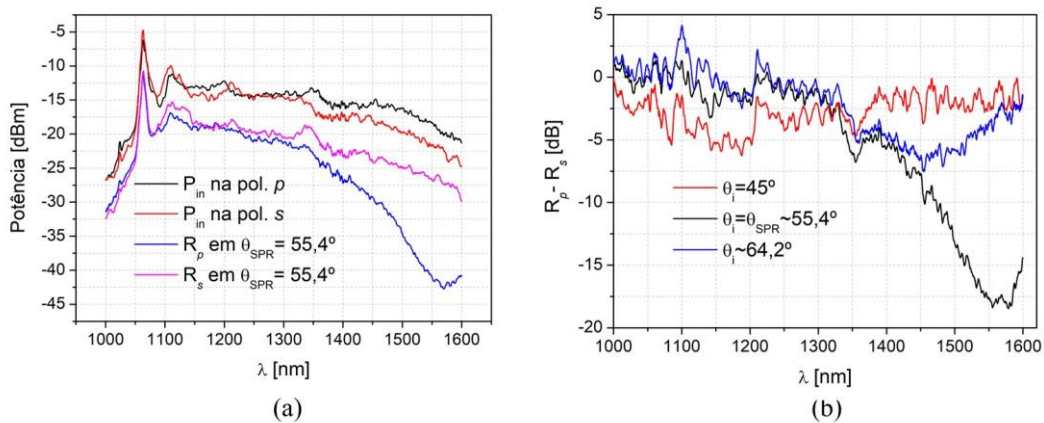 Potência [dBm]
-5
-10
-15
-20
-25
-30
-35
-40
-45
P_in na pol. p
P_in na pol. s
R_p em θ_SPR= 55,4º
R_s em θ_SPR= 55,4º
1000 1100 1200 1300 1400 1500 1600
λ [nm]
(a)
R_p- R_s [dB]
5
0
-5
-10
-15
-20
θ_i=45º
θ_i=θ_SPR~55,4º
θ_i~64,2º
1000 1100 1200 1300 1400 1500 1600
λ [nm]
(b)